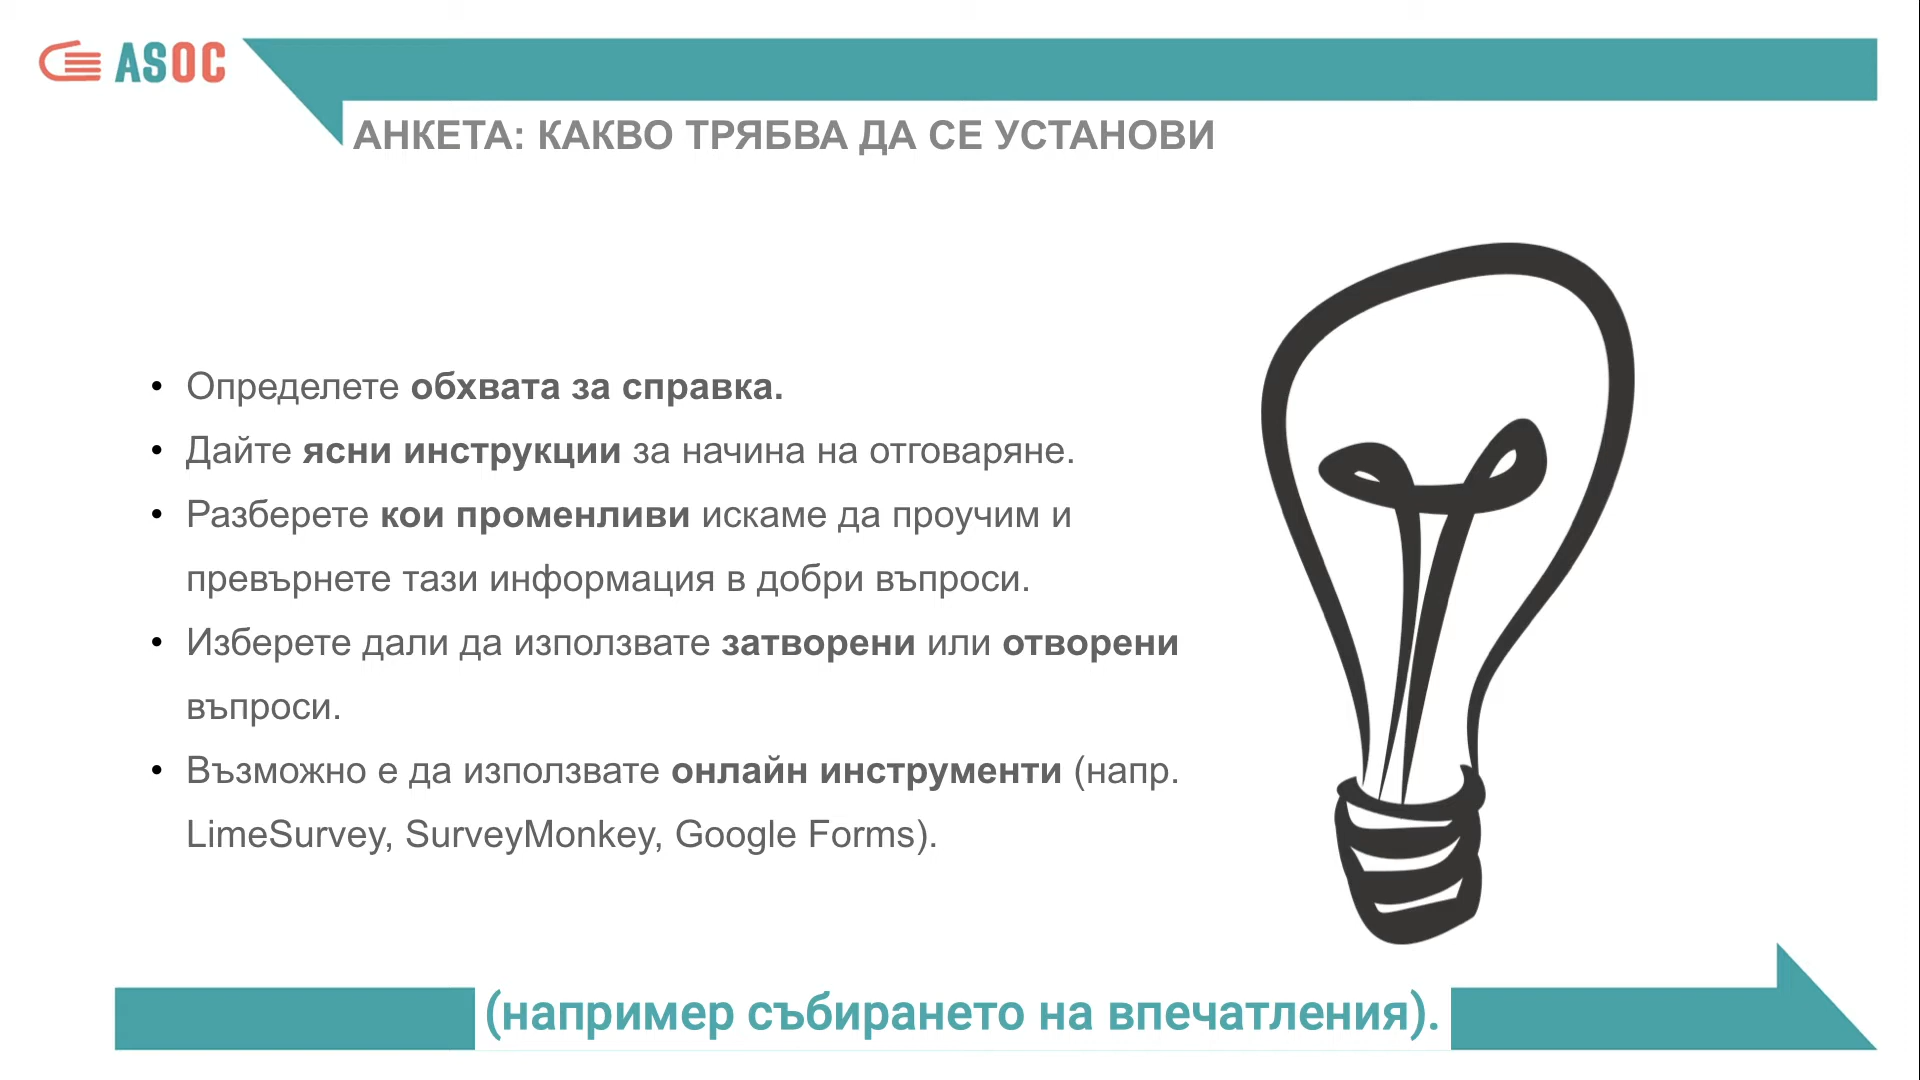 ASOC
АНКЕТА: КАКВО ТРЯБВА ДА СЕ УСТАНОВИ
• Определете обхвата за справка.
• Дайте ясни инструкции за начина на отговаряне.
• Разберете кои променливи искаме да проучим и
превърнете тази информация в добри въпроси.
• Изберете дали да използвате затворени или отворени
въпроси.
• Възможно е да използвате онлайн инструменти (напр.
LimeSurvey, SurveyMonkey, Google Forms).
(например събирането на впечатления).